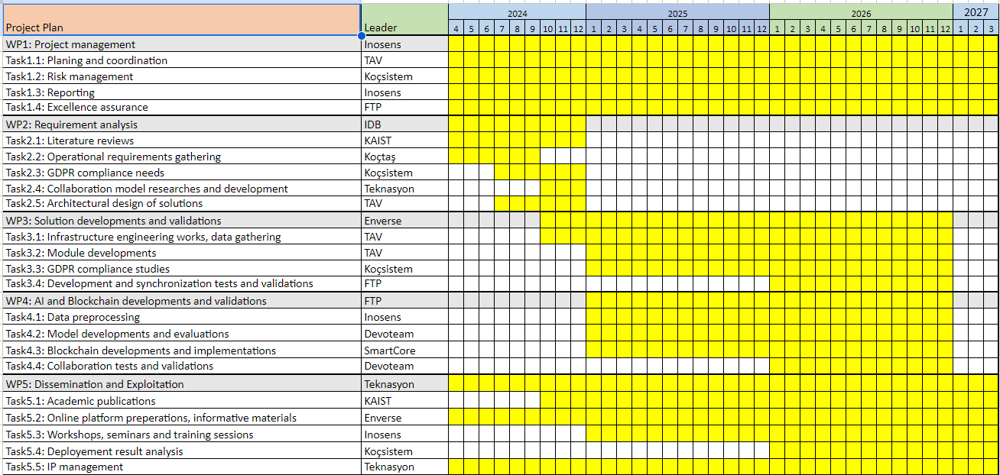 2024 2025 2026 2027
Project Plan Leader 4 5 6 7 8 9 10 11 12 1 2 3 4 5 6 7 8 9 10 11 12 1 2 3 4 5 6 7 8 9 10 11 12 1 2 3
WP1: Project management Inosens
Task1.1: Planing and coordination TAV
Task1.2: Risk management Koçsistem
Task1.3: Reporting Inosens
Task1.4: Excellence assurance FTP
WP2: Requirement analysis IDB
Task2.1: Literature reviews KAIST
Task2.2: Operational requirements gathering Koçtaş
Task2.3: GDPR compliance needs Koçsistem
Task2.4: Collaboration model researches and development Teknasyon
Task2.5: Architectural design of solutions TAV
WP3: Solution developments and validations Enverse
Task3.1: Infrastructure engineering works, data gathering TAV
Task3.2: Module developments TAV
Task3.3: GDPR compliance studies Koçsistem
Task3.4: Development and synchronization tests and validations FTP
WP4: AI and Blockchain developments and validations FTP
Task4.1: Data preprocessing Inosens
Task4.2: Model developments and evaluations Devoteam
Task4.3: Blockchain developments and implementations SmartCore
Task4.4: Collaboration tests and validations Devoteam
WP5: Dissemination and Exploitation Teknasyon
Task5.1: Academic publications KAIST
Task5.2: Online platform preperations, informative materials Enverse
Task5.3: Workshops, seminars and training sessions Inosens
Task5.4: Deployement result analysis Koçsistem
Task5.5: IP management Teknasyon